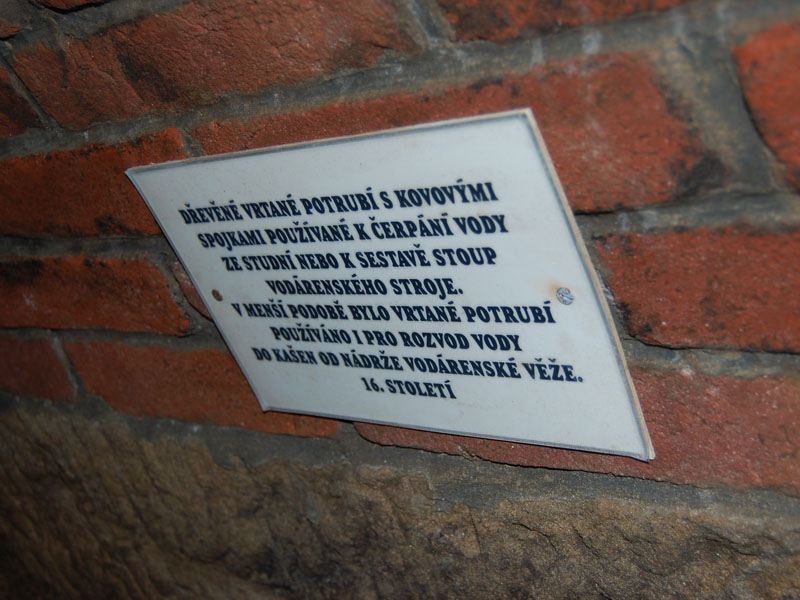 DŘEVĚNÉ VRTANÉ POTRUBÍ S KOVOVÝMI
SPOJKAMI POUŽÍVANÉ K ČERPÁNÍ VODY
ZE STUDNÍ NEBO K SESTAVĚ STOUP
VODÁRENSKÉHO STROJE.
V MENŠÍ PODOBĚ BYLO VRTANÉ POTRUBÍ
POUŽÍVÁNO I PRO ROZVOD VODY
DO KAŠEN OD NÁDRŽE VODÁRENSKÉ VĚŽE.
16. STOLETÍ